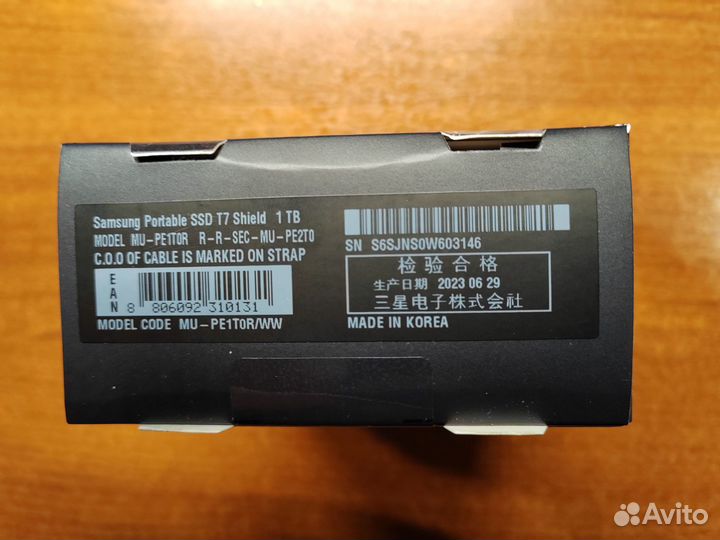 Samsung Portable SSD T7 Shield 1 TB
MODEL MU-PE1T0R R-R-SEC-MU-PE2T0
C.O.O OF CABLE IS MARKED ON STRAP
EAN
8 806092 310131
MODEL CODE MU-PE1T0R/WW
SN S6SJNS0W603146
检验合格
生产日期 2023 06 29
三星电子株式会社
MADE IN KOREA
Avito